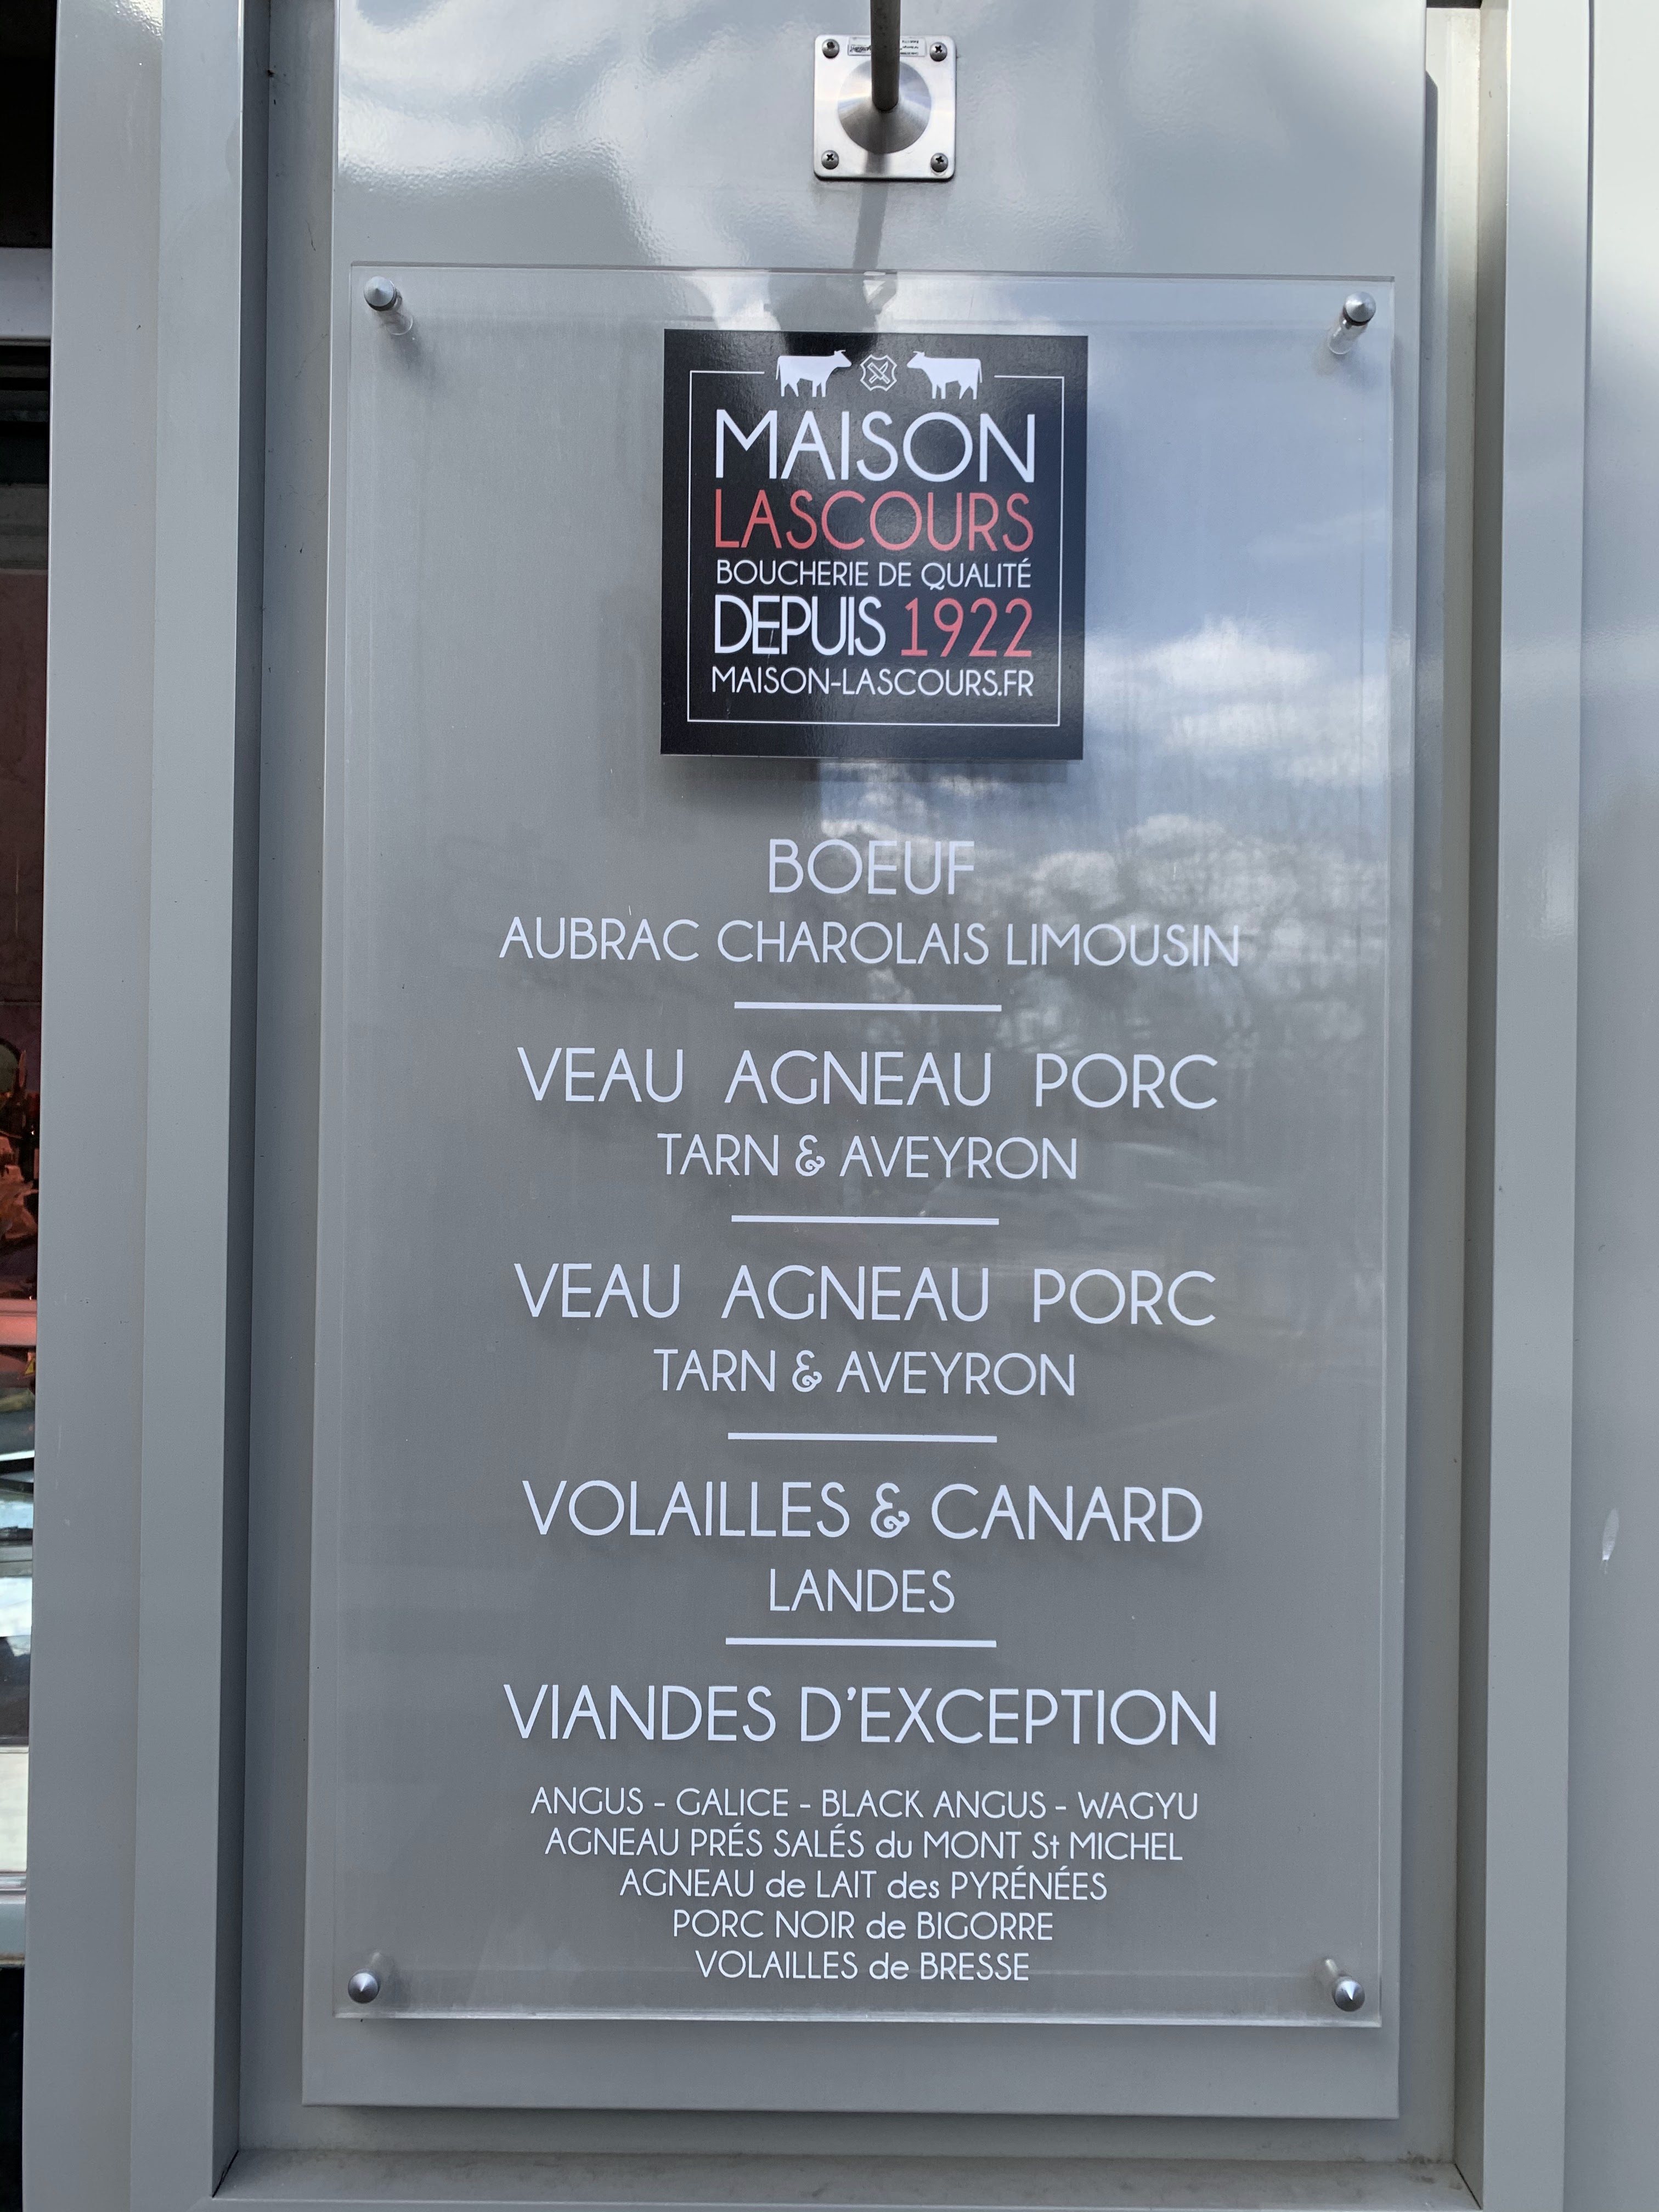 MAISON
LASCOURS
BOUCHERIE DE QUALITÉ
DEPUIS 1922
MAISON-LASCOURS.FR
BOEUF
AUBRAC CHAROLAIS LIMOUSIN
VEAU AGNEAU PORC
TARN & AVEYRON
VEAU AGNEAU PORC
TARN & AVEYRON
VOLAILLES & CANARD
LANDES
VIANDES D'EXCEPTION
ANGUS - GALICE - BLACK ANGUS - WAGYU
AGNEAU PRÉS SALÉS du MONT St MICHEL
AGNEAU de LAIT des PYRÉNÉES
PORC NOIR de BIGORRE
VOLAILLES de BRESSE